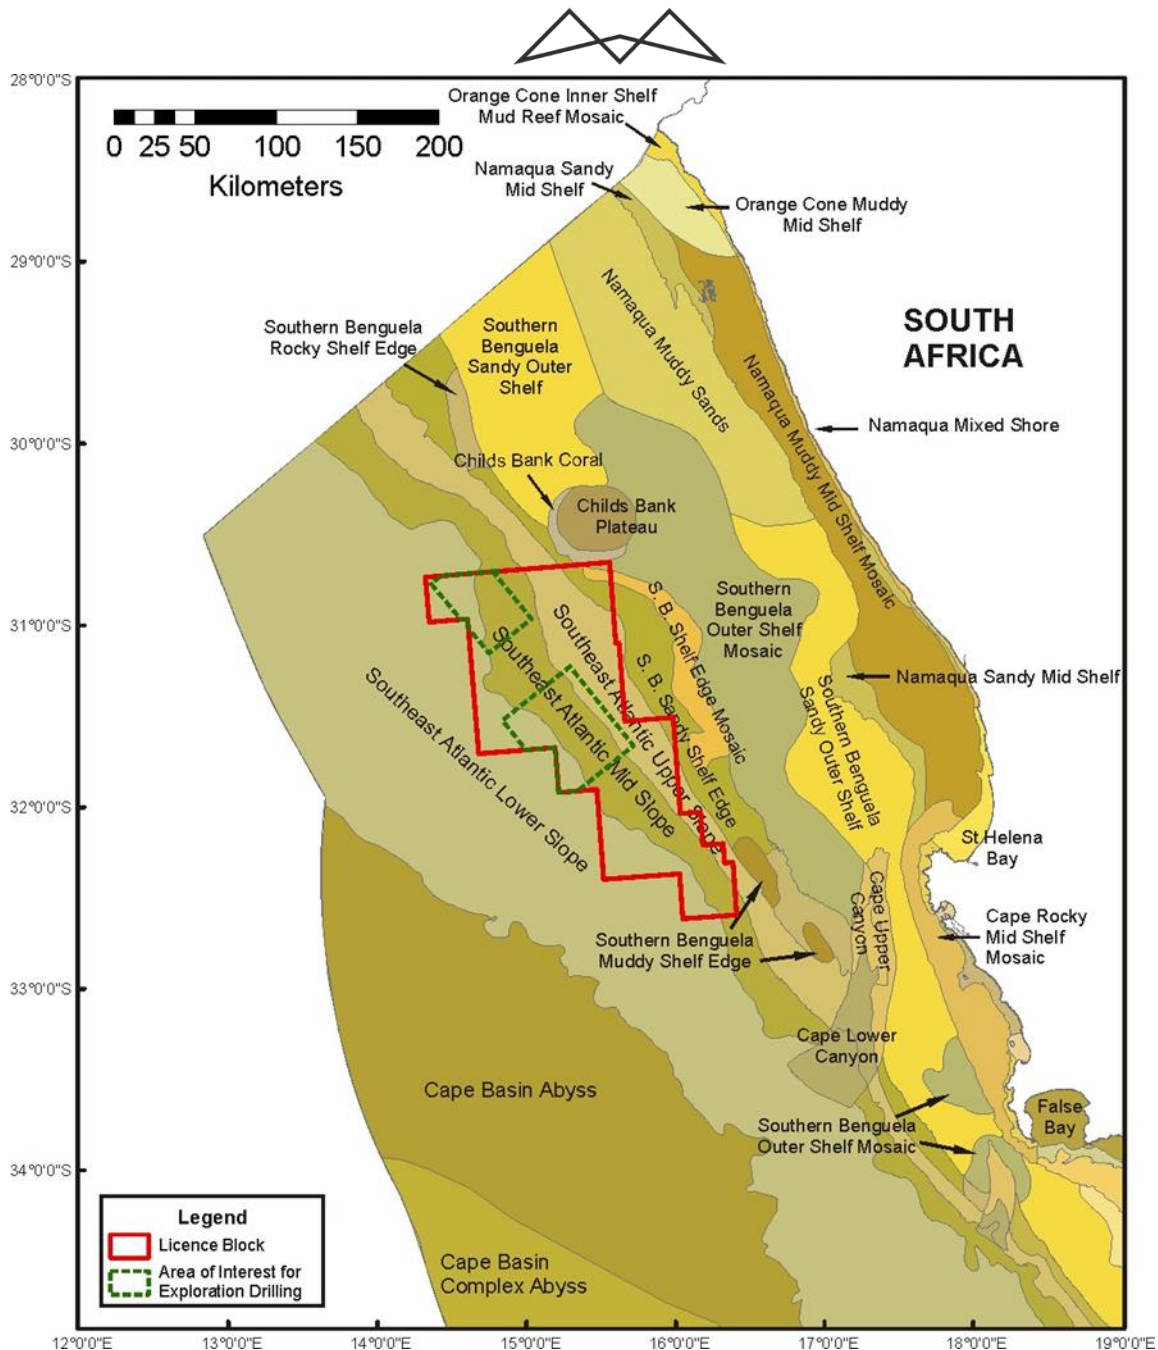 28°0'0"S
Orange Cone Inner Shelf
Mud Reef Mosaic
0 25 50 100 150 200
Kilometers
Namaqua Sandy
Mid Shelf
Orange Cone Muddy
Mid Shelf
29°0'0"S
SOUTH
AFRICA
Southern Benguela
Rocky Shelf Edge
Southern
Benguela
Sandy Outer
Shelf
Namaqua Muddy Sands
Namaqua Muddy Mid Shelf Mosaic
Namaqua Mixed Shore
30°0'0"S
Childs Bank Coral
Childs Bank
Plateau
Southern
Benguela
Outer Shelf
Mosaic
31°0'0"S
S. B. Shelf Edge Mosaic
S. B. Sandy Shelf Edge
Southeast Atlantic Upper Slope
Southeast Atlantic Mid Slope
Southeast Atlantic Lower Slope
Namaqua Sandy Mid Shelf
Southern Benguela
Sandy Outer Shelf
32°0'0"S
St Helena
Bay
Cape Upper
Canyon
Cape Rocky
Mid Shelf
Mosaic
Southern Benguela
Muddy Shelf Edge
33°0'0"S
Cape Lower
Canyon
Cape Basin Abyss
False
Bay
Southern Benguela
Outer Shelf Mosaic
34°0'0"S
Legend
Licence Block
Area of Interest for
Exploration Drilling
Cape Basin
Complex Abyss
12°0'0"E 13°0'0"E 14°0'0"E 15°0'0"E 16°0'0"E 17°0'0"E 18°0'0"E 19°0'0"E